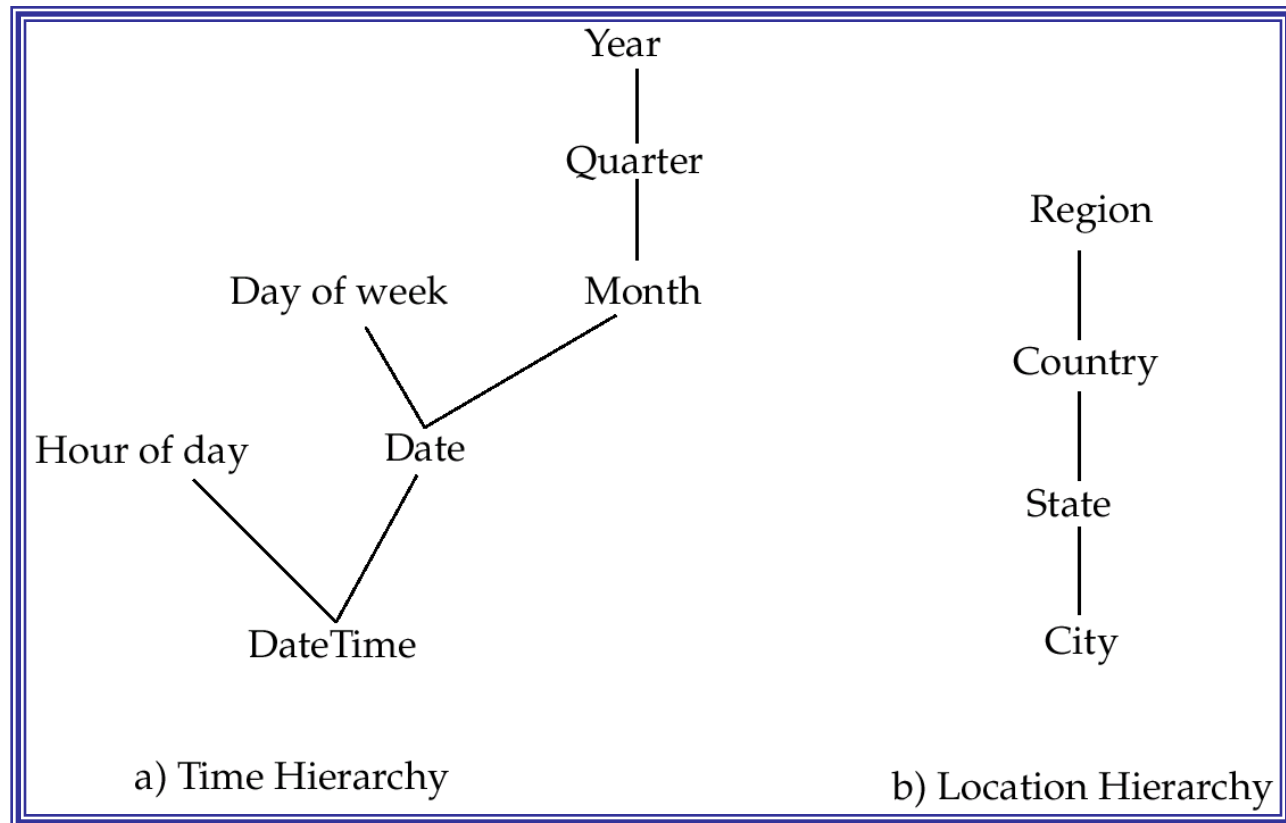 Year
Quarter
Day of week
Month
Hour of day
Date
DateTime
a) Time Hierarchy
Region
Country
State
City
b) Location Hierarchy